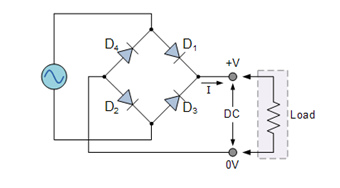 D₄ D₁
+V
I
D₂ D₃
DC
Load
0V